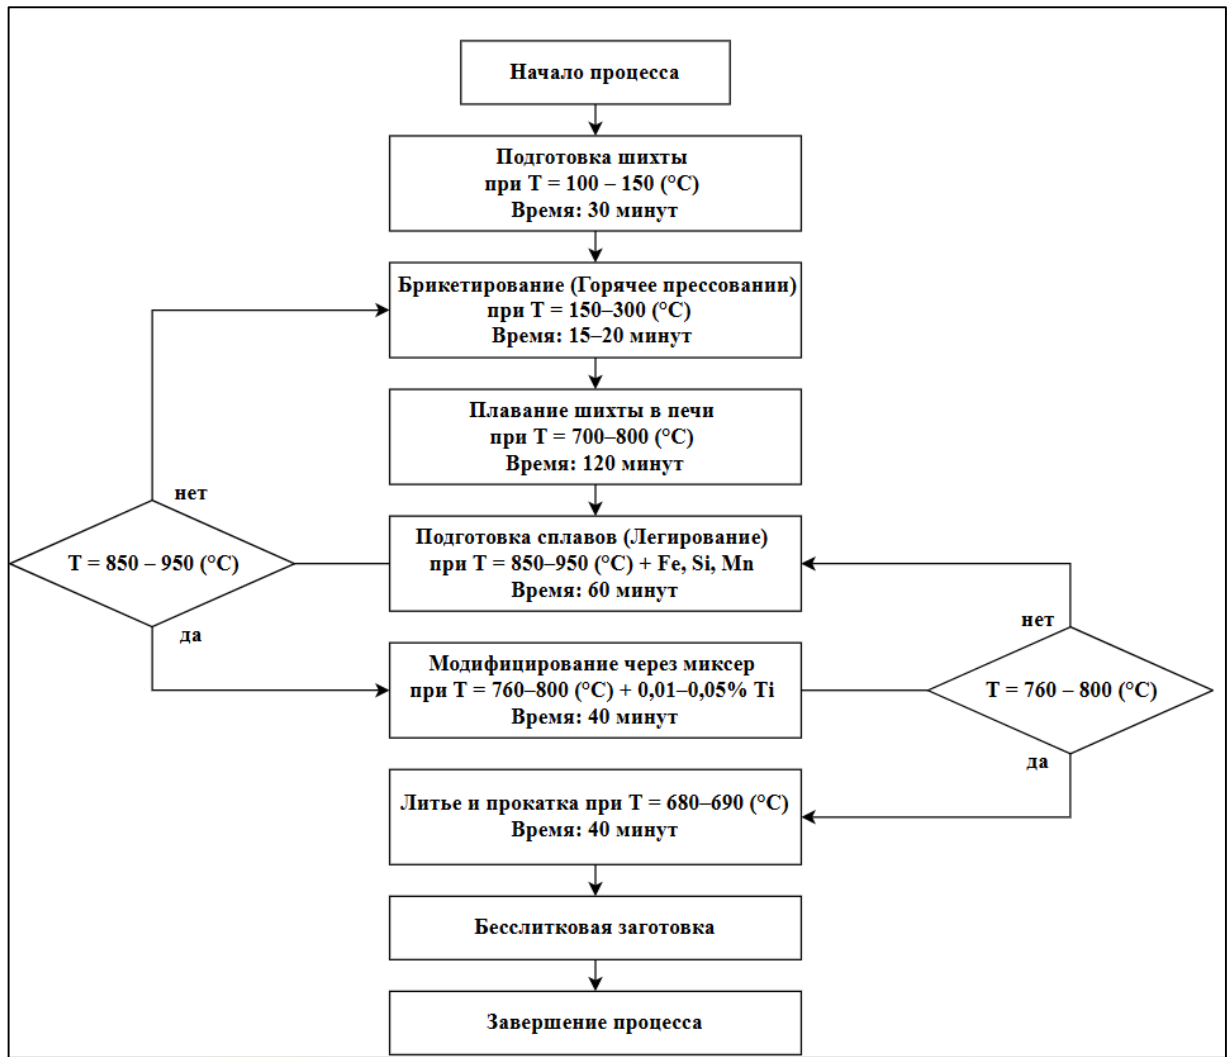 Начало процесса
Подготовка шихты
при T = 100 – 150 (°C)
Время: 30 минут
Брикетирование (Горячее прессовании)
при T = 150–300 (°C)
Время: 15–20 минут
Плавание шихты в печи
при T = 700–800 (°C)
Время: 120 минут
нет
T = 850 – 950 (°C)
да
Подготовка сплавов (Легирование)
при T = 850–950 (°C) + Fe, Si, Mn
Время: 60 минут
Модифицирование через миксер
при T = 760–800 (°C) + 0,01–0,05% Ti
Время: 40 минут
нет
T = 760 – 800 (°C)
да
Литье и прокатка при T = 680–690 (°C)
Время: 40 минут
Бесслитковая заготовка
Завершение процесса